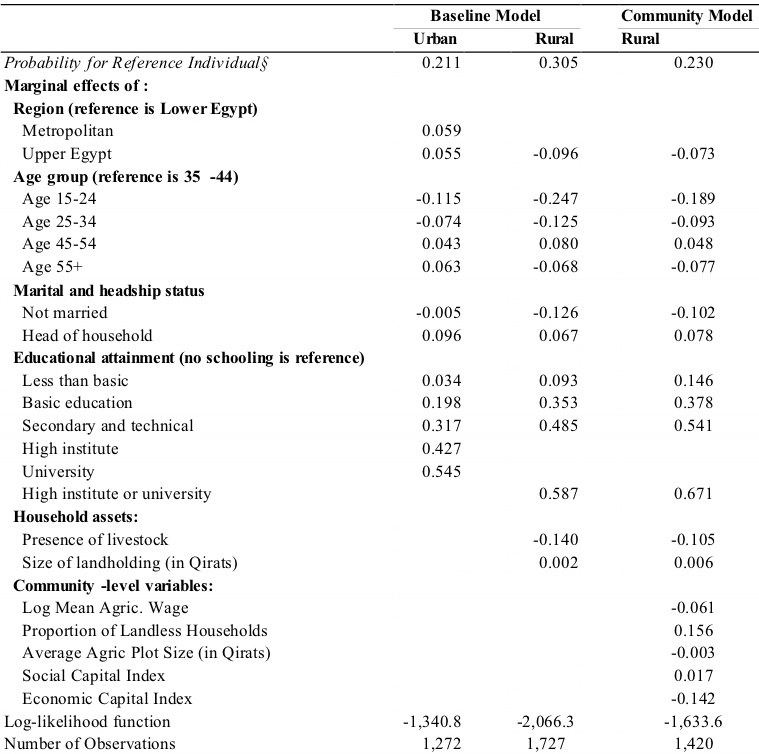 Baseline Model Community Model
Urban Rural Rural
Probability for Reference Individual§ 0.211 0.305 0.230
Marginal effects of :
Region (reference is Lower Egypt)
Metropolitan 0.059
Upper Egypt 0.055 -0.096 -0.073
Age group (reference is 35 -44)
Age 15-24 -0.115 -0.247 -0.189
Age 25-34 -0.074 -0.125 -0.093
Age 45-54 0.043 0.080 0.048
Age 55+ 0.063 -0.068 -0.077
Marital and headship status
Not married -0.005 -0.126 -0.102
Head of household 0.096 0.067 0.078
Educational attainment (no schooling is reference)
Less than basic 0.034 0.093 0.146
Basic education 0.198 0.353 0.378
Secondary and technical 0.317 0.485 0.541
High institute 0.427
University 0.545
High institute or university 0.587 0.671
Household assets:
Presence of livestock -0.140 -0.105
Size of landholding (in Qirats) 0.002 0.006
Community -level variables:
Log Mean Agric. Wage -0.061
Proportion of Landless Households 0.156
Average Agric Plot Size (in Qirats) -0.003
Social Capital Index 0.017
Economic Capital Index -0.142
Log-likelihood function -1,340.8 -2,066.3 -1,633.6
Number of Observations 1,272 1,727 1,420